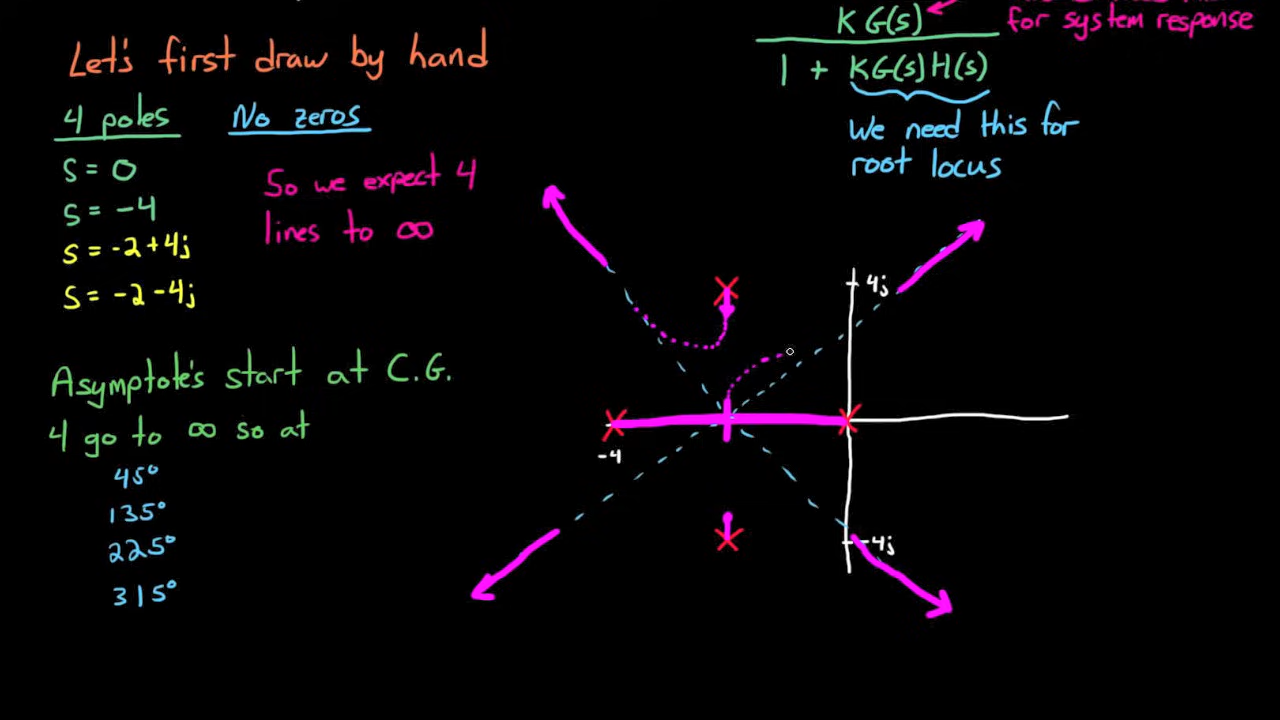 KG(s)
for system response
1 + KG(s)H(s)
We need this for
root locus
Let's first draw by hand
4 poles
No zeros
S = 0
S = -4
S = -2+4j
S = -2-4j
So we expect 4
lines to ∞
Asymptote's start at C.G.
4 go to ∞ so at
45°
135°
225°
315°
4j
-4
-4j